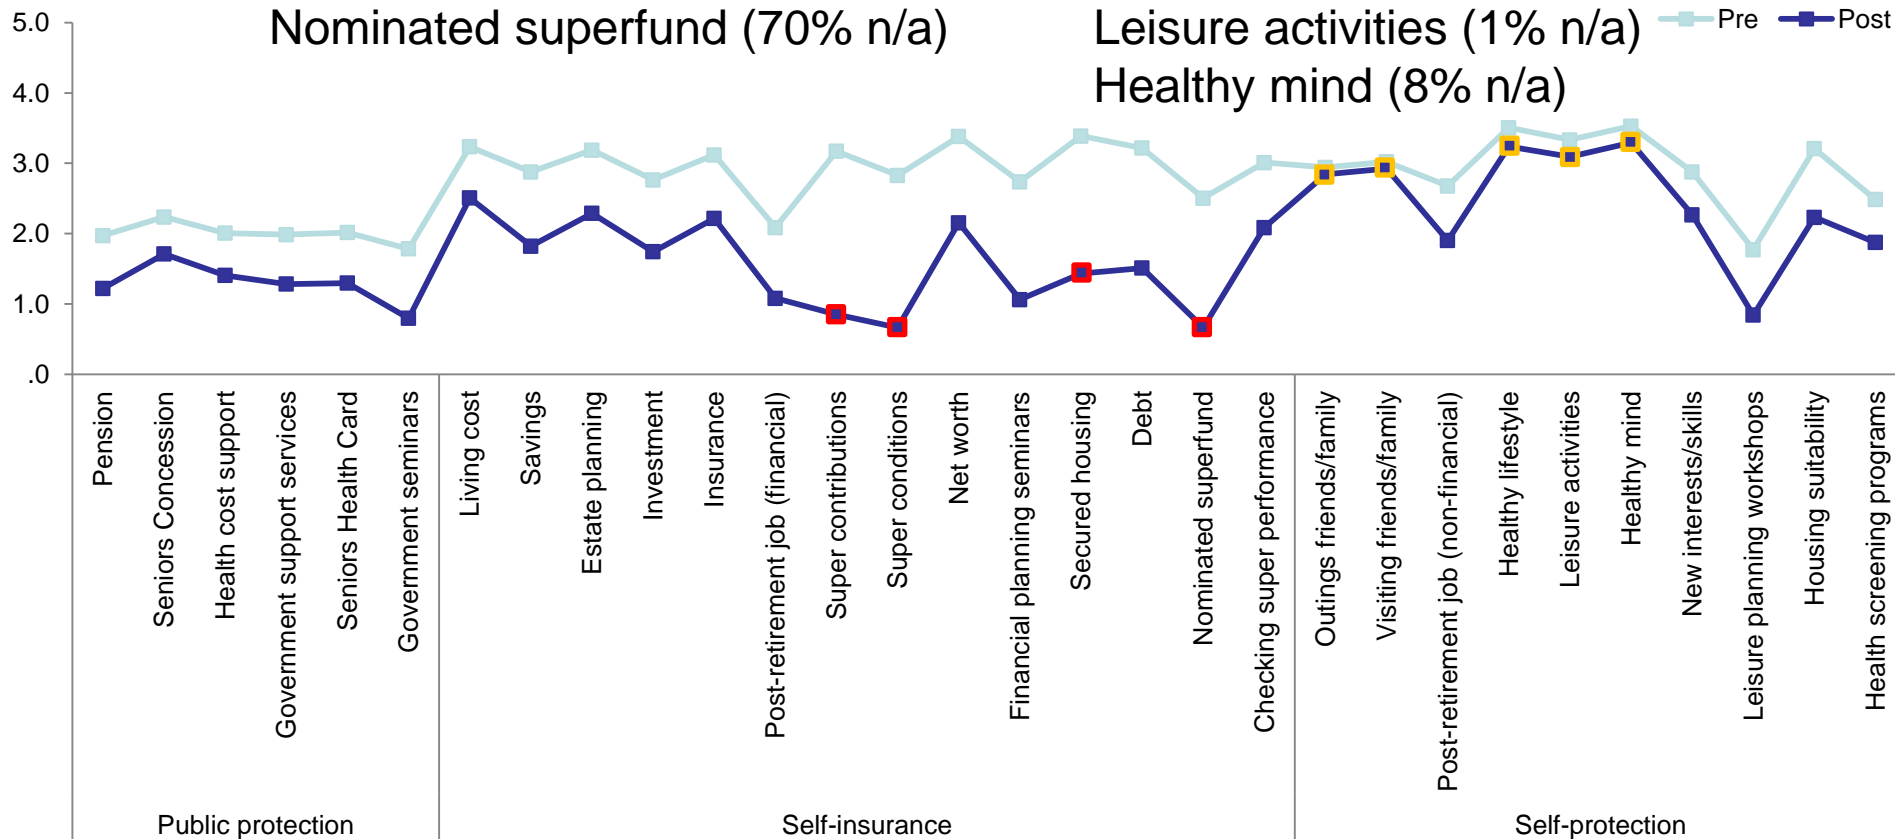 Nominated superfund (70% n/a)
Leisure activities (1% n/a)
Healthy mind (8% n/a)
Pre
Post
5.0
4.0
3.0
2.0
1.0
.0
Pension
Seniors Concession
Health cost support
Government support services
Seniors Health Card
Government seminars
Living cost
Savings
Estate planning
Investment
Insurance
Post-retirement job (financial)
Super contributions
Super conditions
Net worth
Financial planning seminars
Secured housing
Debt
Nominated superfund
Checking super performance
Outings friends/family
Visiting friends/family
Post-retirement job (non-financial)
Healthy lifestyle
Leisure activities
Healthy mind
New interests/skills
Leisure planning workshops
Housing suitability
Health screening programs
Public protection
Self-insurance
Self-protection